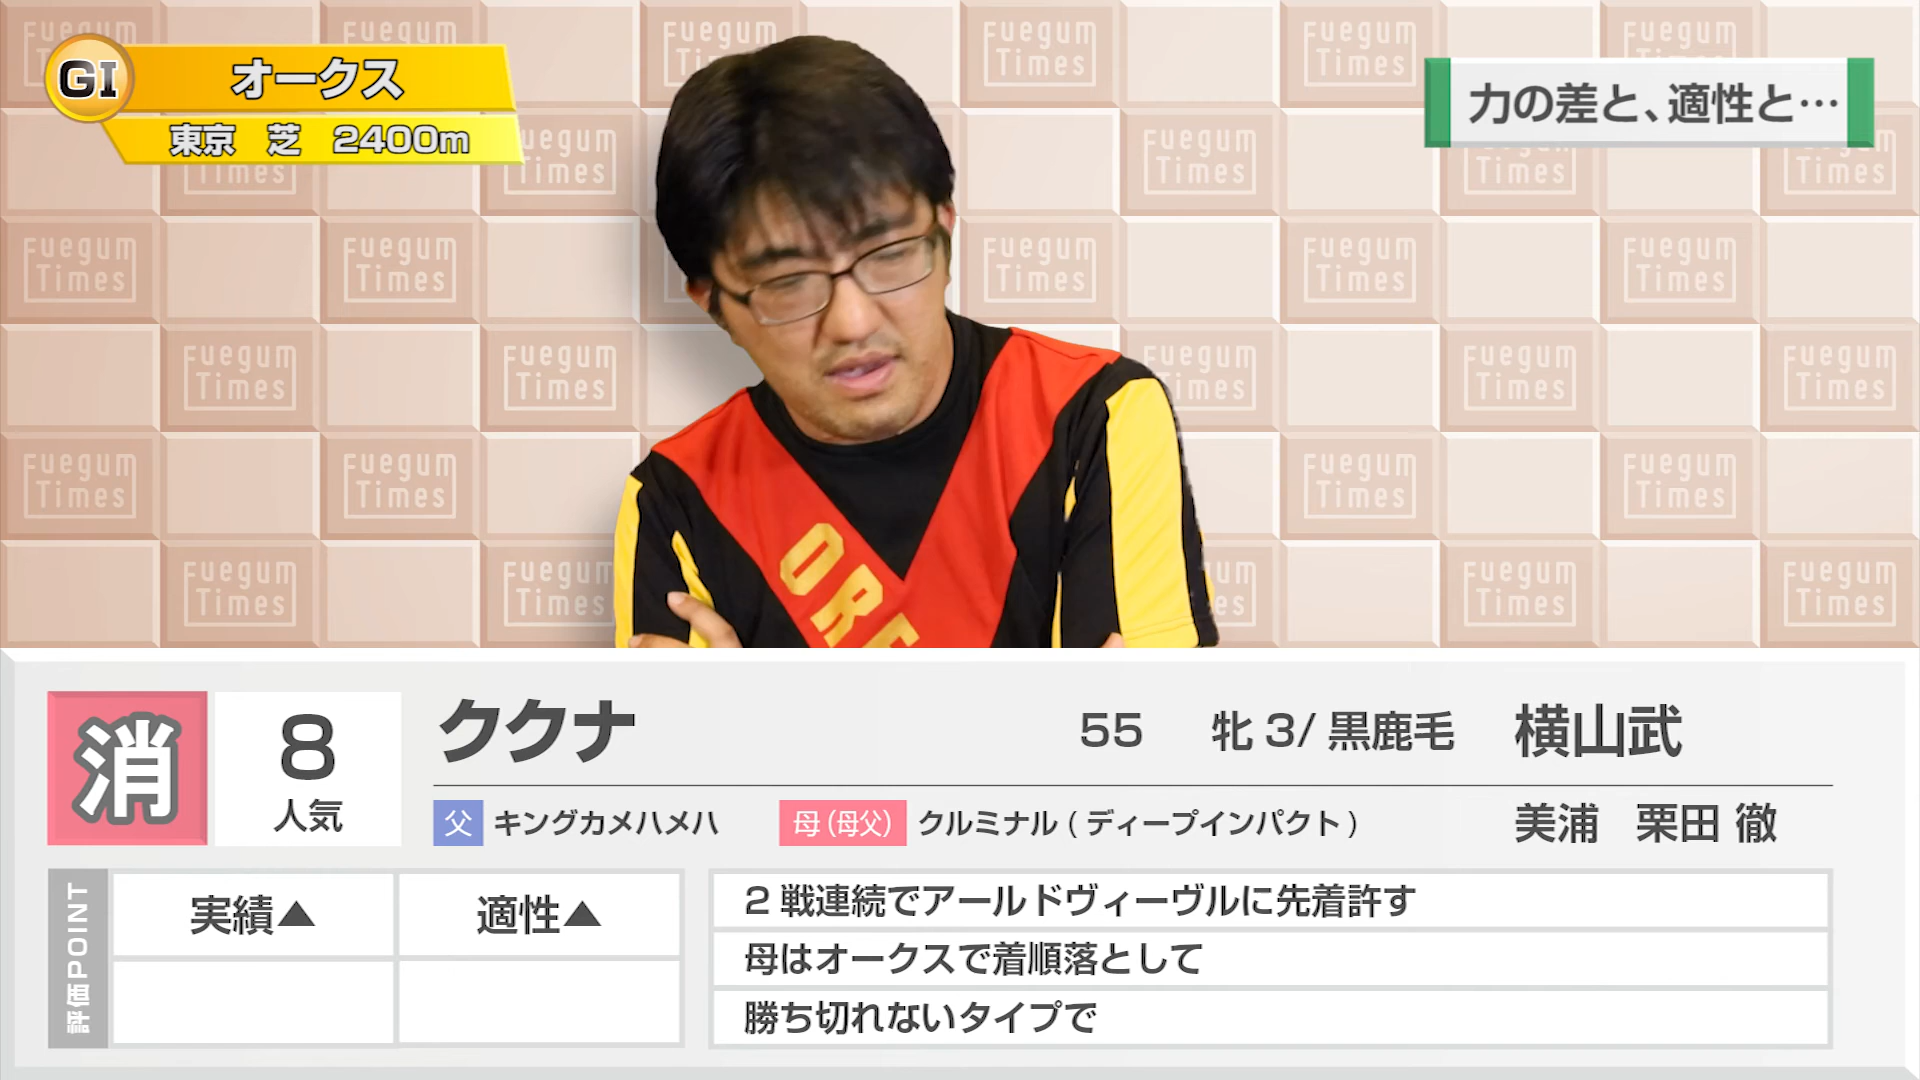 GI オークス
東京 芝 2400m
力の差と、適性と…
Fuegum Times
ORE
消
8
人気
ククナ 55 牝3/黒鹿毛 横山武
父 キングカメハメハ 母(母父) クルミナル(ディープインパクト) 美浦 栗田 徹
評価POINT
実績▲ 適性▲
2戦連続でアールドヴィーヴルに先着許す
母はオークスで着順落として
勝ち切れないタイプで